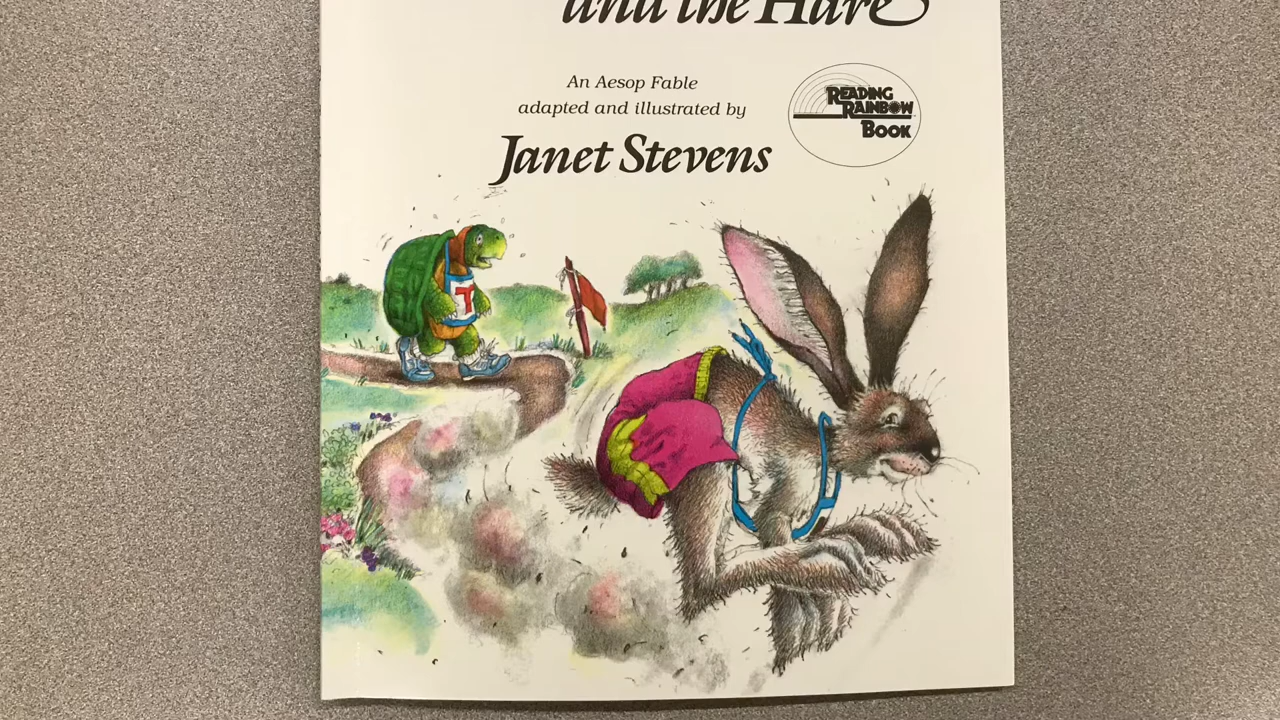 and the Hare
An Aesop Fable
adapted and illustrated by
Janet Stevens
READING
RAINBOW
BOOK
T